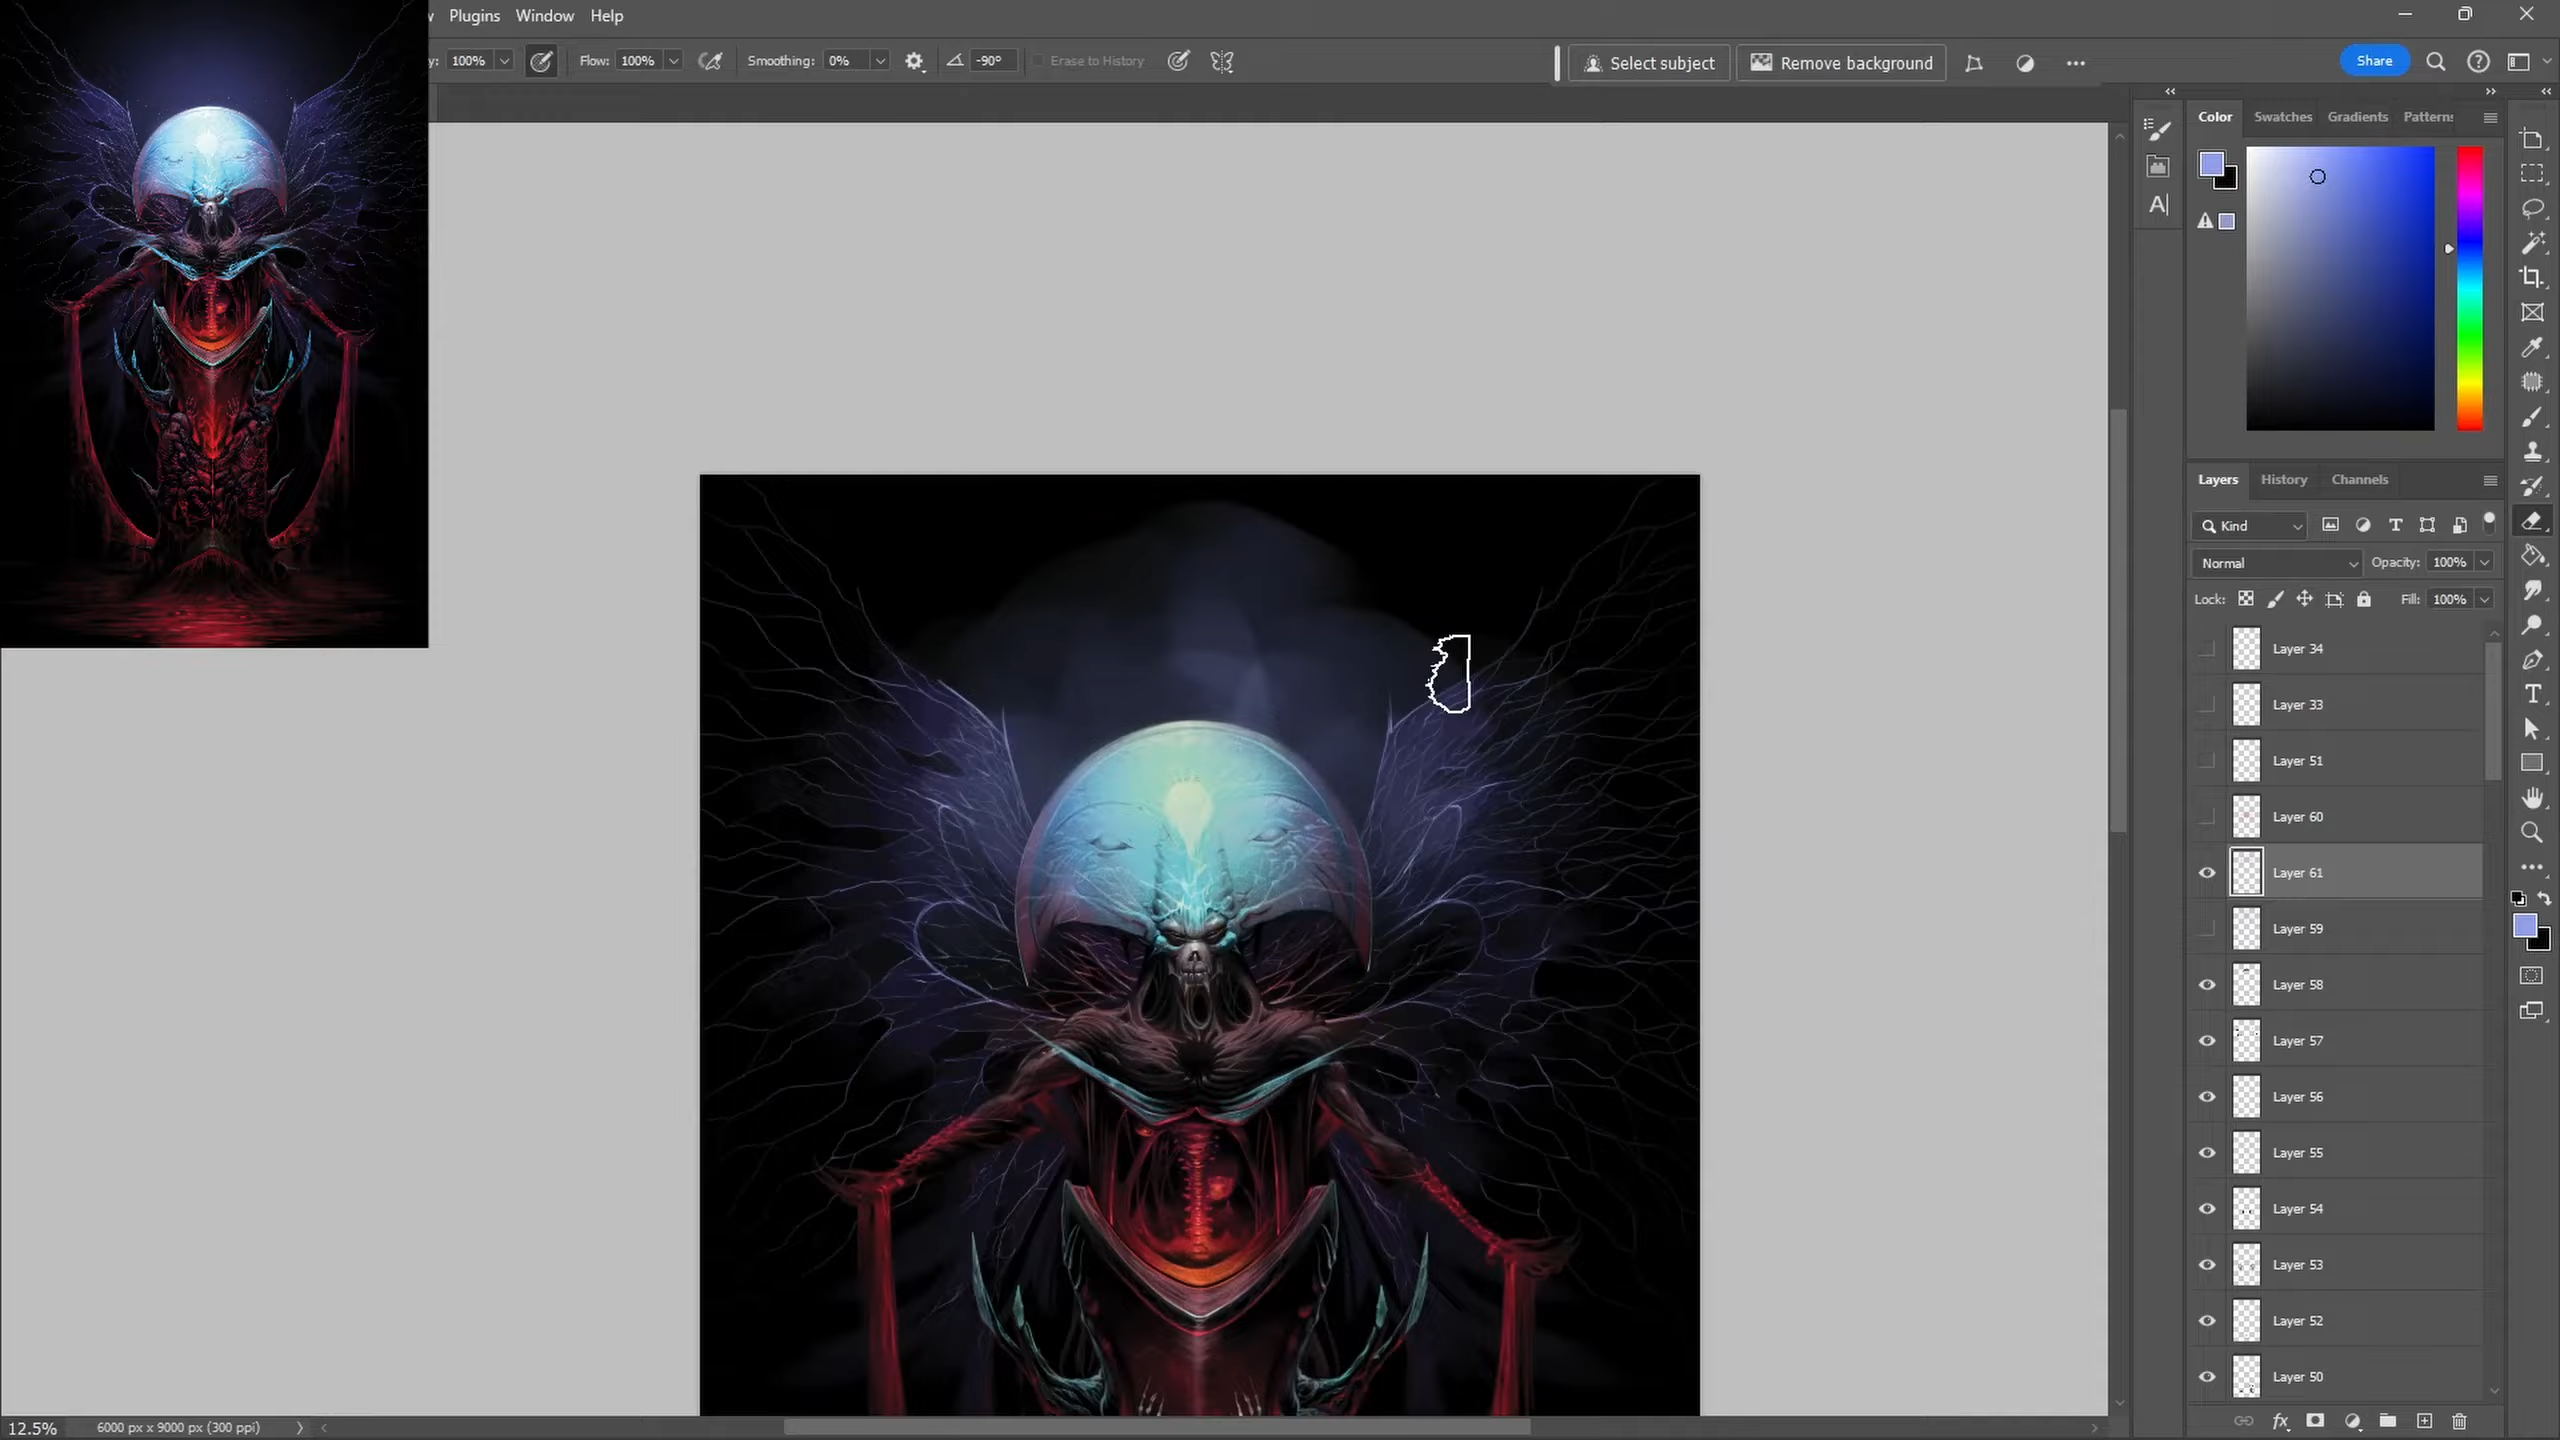 Plugins Window Help
100% Flow: 100% Smoothing: 0% -90° Erase to History Select subject Remove background Share
Color Swatches Gradients Patterns
A
Layers History Channels
Kind T
Normal Opacity: 100%
Lock: Fill: 100%
Layer 34
Layer 33
Layer 51
Layer 60
Layer 61
Layer 59
Layer 58
Layer 57
Layer 56
Layer 55
Layer 54
Layer 53
Layer 52
Layer 50
12.5% 6000 px x 9000 px (300 ppi) fx